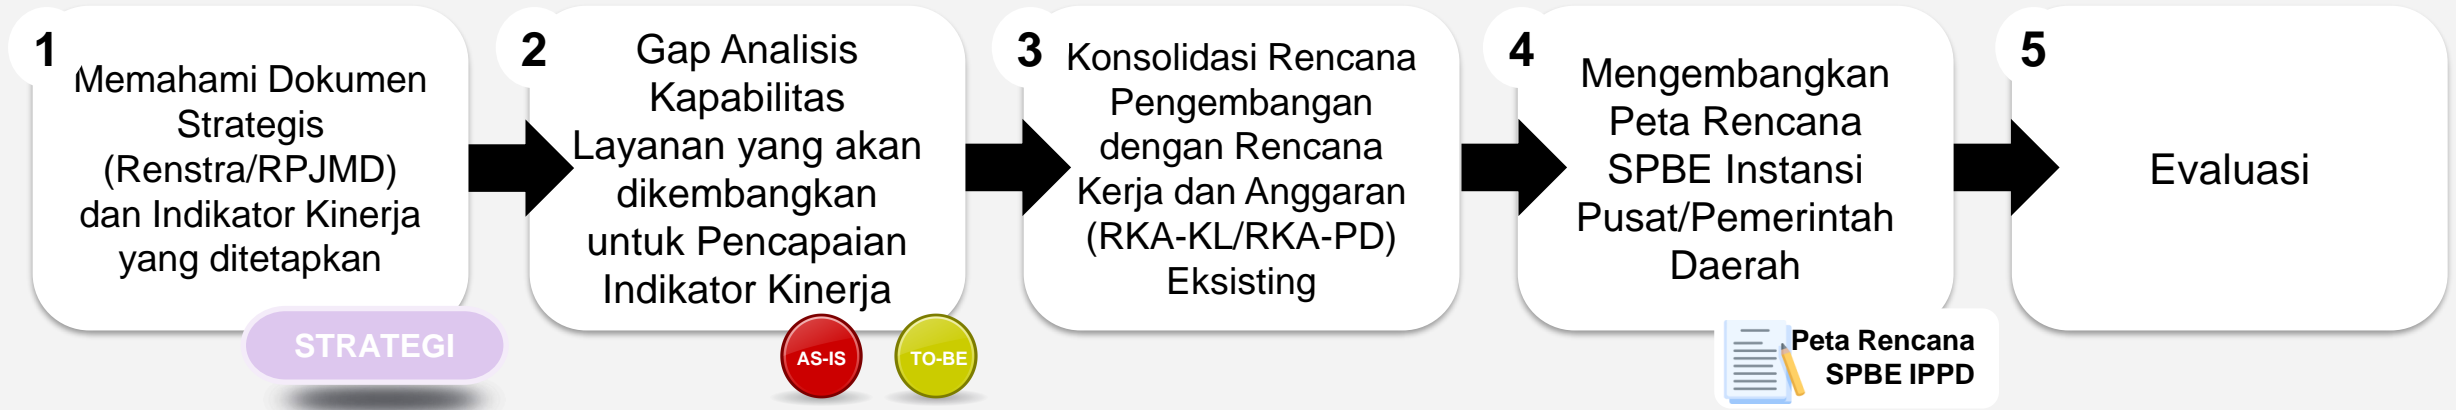 1
Memahami Dokumen
Strategis
(Renstra/RPJMD)
dan Indikator Kinerja
yang ditetapkan
STRATEGI
2
Gap Analisis
Kapabilitas
Layanan yang akan
dikembangkan
untuk Pencapaian
Indikator Kinerja
AS-IS
TO-BE
3
Konsolidasi Rencana
Pengembangan
dengan Rencana
Kerja dan Anggaran
(RKA-KL/RKA-PD)
Eksisting
4
Mengembangkan
Peta Rencana
SPBE Instansi
Pusat/Pemerintah
Daerah
Peta Rencana
SPBE IPPD
5
Evaluasi